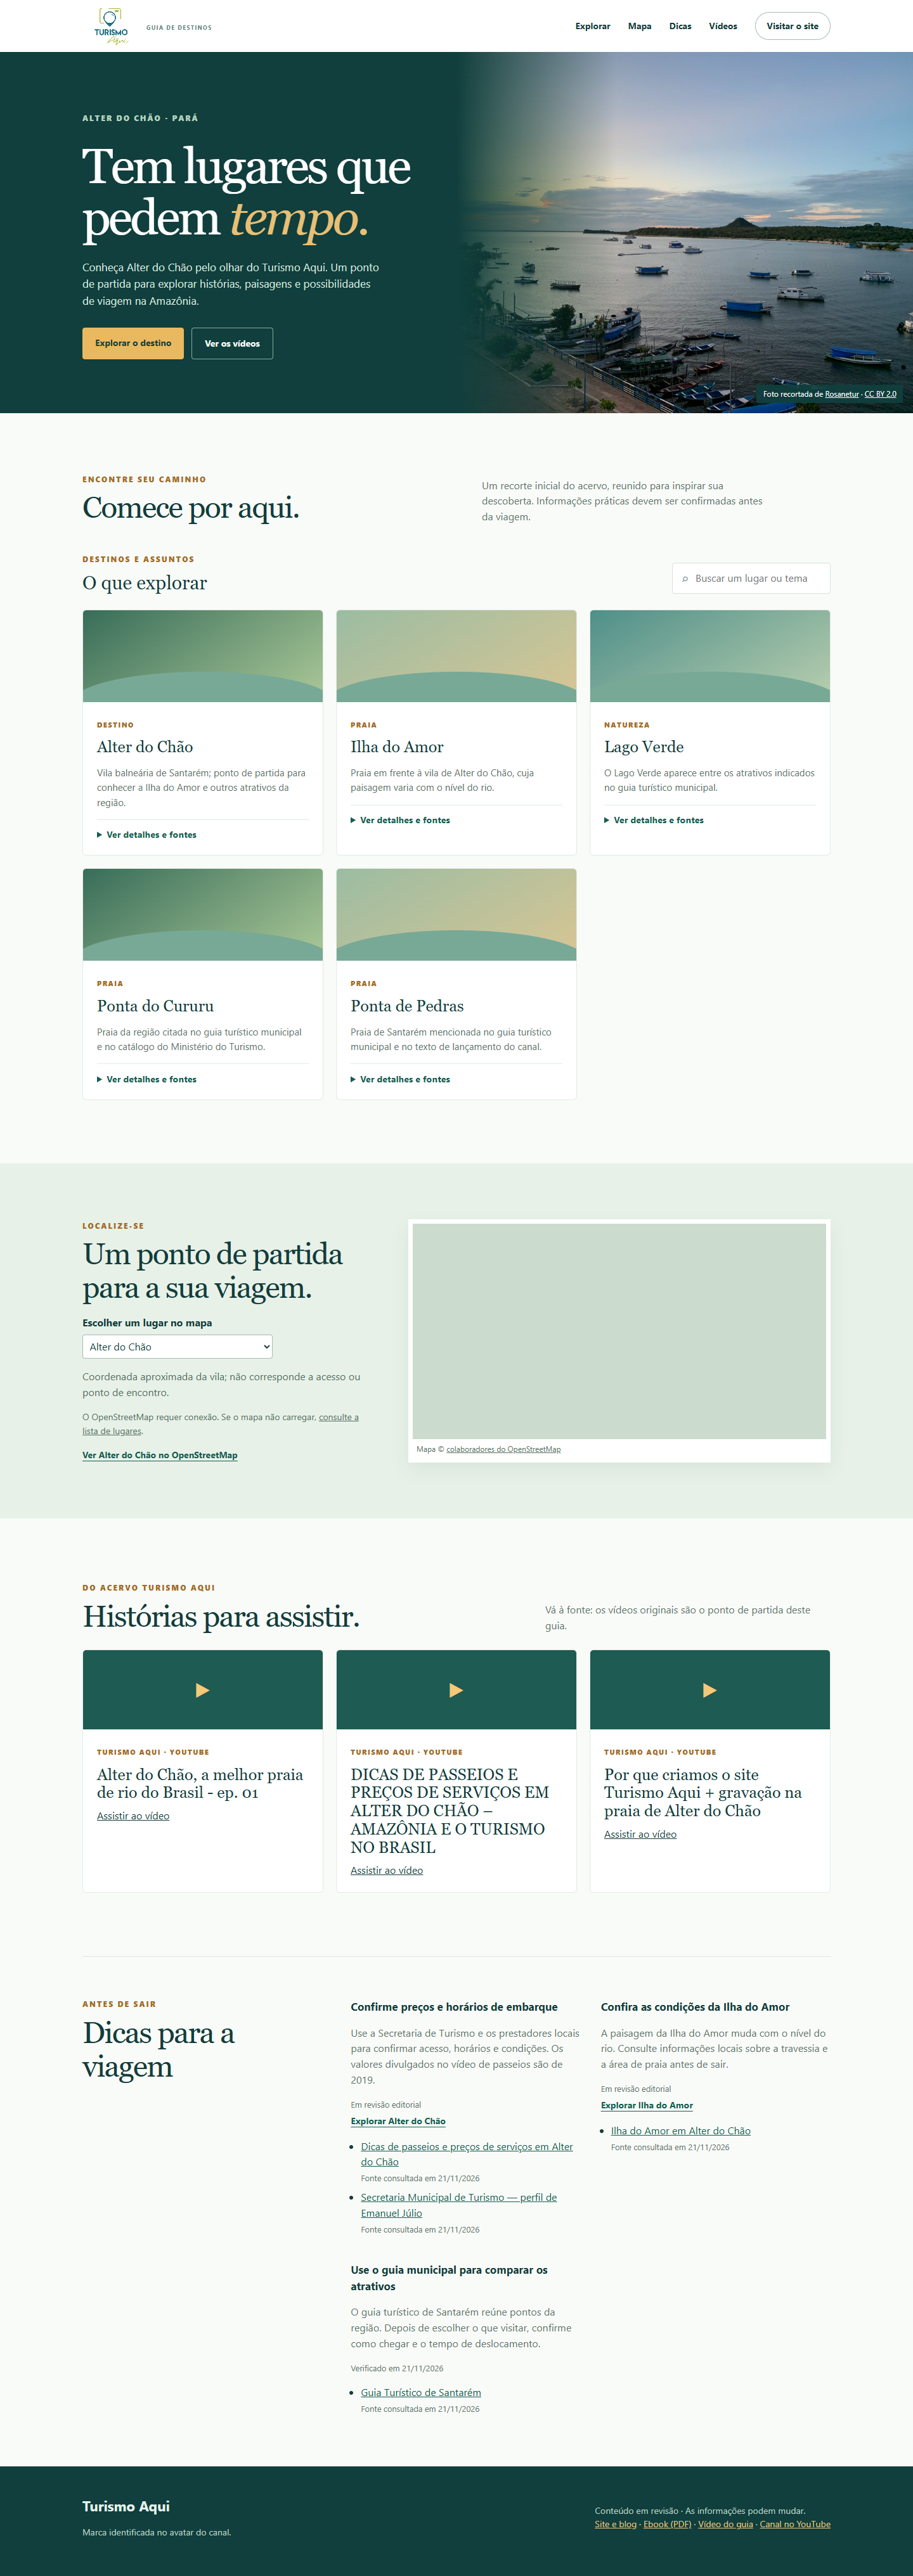 TURISMO
Aqui
GUIA DE DESTINOS
Explorar
Mapa
Dicas
Vídeos
Visitar o site
ALTER DO CHÃO · PARÁ
Tem lugares que
pedem tempo.
Conheça Alter do Chão pelo olhar do Turismo Aqui. Um ponto
de partida para explorar histórias, paisagens e possibilidades
de viagem na Amazônia.
Explorar o destino
Ver os vídeos
Foto recortada de Rosanetur · CC BY 2.0
ENCONTRE SEU CAMINHO
Comece por aqui.
Um recorte inicial do acervo, reunido para inspirar sua
descoberta. Informações práticas devem ser confirmadas antes
da viagem.
DESTINOS E ASSUNTOS
O que explorar
Buscar um lugar ou tema
DESTINO
Alter do Chão
Vila balneária de Santarém; ponto de partida para
conhecer a Ilha do Amor e outros atrativos da
região.
Ver detalhes e fontes
PRAIA
Ilha do Amor
Praia em frente à vila de Alter do Chão, cuja
paisagem varia com o nível do rio.
Ver detalhes e fontes
NATUREZA
Lago Verde
O Lago Verde aparece entre os atrativos indicados
no guia turístico municipal.
Ver detalhes e fontes
PRAIA
Ponta do Cururu
Praia da região citada no guia turístico municipal
e no catálogo do Ministério do Turismo.
Ver detalhes e fontes
PRAIA
Ponta de Pedras
Praia de Santarém mencionada no guia turístico
municipal e no texto de lançamento do canal.
Ver detalhes e fontes
LOCALIZE-SE
Um ponto de partida
para a sua viagem.
Escolher um lugar no mapa
Alter do Chão
Coordenada aproximada da vila; não corresponde a acesso ou
ponto de encontro.
O OpenStreetMap requer conexão. Se o mapa não carregar, consulte a
lista de lugares.
Ver Alter do Chão no OpenStreetMap
Mapa © colaboradores do OpenStreetMap
DO ACERVO TURISMO AQUI
Histórias para assistir.
Vá à fonte: os vídeos originais são o ponto de partida deste
guia.
TURISMO AQUI · YOUTUBE
Alter do Chão, a melhor praia
de rio do Brasil - ep. 01
Assistir ao vídeo
TURISMO AQUI · YOUTUBE
DICAS DE PASSEIOS E
PREÇOS DE SERVIÇOS EM
ALTER DO CHÃO –
AMAZÔNIA E O TURISMO
NO BRASIL
Assistir ao vídeo
TURISMO AQUI · YOUTUBE
Por que criamos o site
Turismo Aqui + gravação na
praia de Alter do Chão
Assistir ao vídeo
ANTES DE SAIR
Dicas para a
viagem
Confirme preços e horários de embarque
Use a Secretaria de Turismo e os prestadores locais
para confirmar acesso, horários e condições. Os
valores divulgados no vídeo de passeios são de
2019.
Em revisão editorial
Explorar Alter do Chão
Dicas de passeios e preços de serviços em Alter
do Chão
Fonte consultada em 21/11/2026
Secretaria Municipal de Turismo — perfil de
Emanuel Júlio
Fonte consultada em 21/11/2026
Confira as condições da Ilha do Amor
A paisagem da Ilha do Amor muda com o nível do
rio. Consulte informações locais sobre a travessia e
a área de praia antes de sair.
Em revisão editorial
Explorar Ilha do Amor
Ilha do Amor em Alter do Chão
Fonte consultada em 21/11/2026
Use o guia municipal para comparar os
atrativos
O guia turístico de Santarém reúne pontos da
região. Depois de escolher o que visitar, confirme
como chegar e o tempo de deslocamento.
Verificado em 21/11/2026
Guia Turístico de Santarém
Fonte consultada em 21/11/2026
Turismo Aqui
Marca identificada no avatar do canal.
Conteúdo em revisão · As informações podem mudar.
Site e blog · Ebook (PDF) · Vídeo do guia · Canal no YouTube